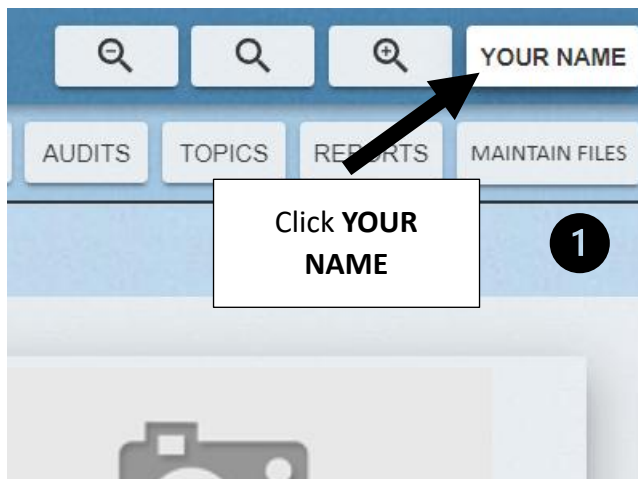 YOUR NAME
AUDITS TOPICS REPORTS MAINTAIN FILES
Click YOUR
NAME
1